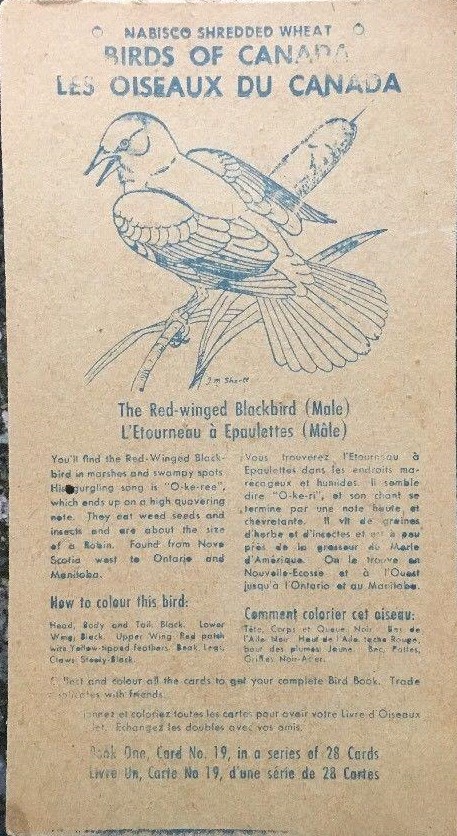 NABISCO SHREDDED WHEAT
BIRDS OF CANADA
LES OISEAUX DU CANADA
The Red-winged Blackbird (Male)
L'Etourneau à Epaulettes (Mâle)
You'll find the Red-Winged Black-
bird in marshes and swampy spots
His gurgling song is "O-ke-ree",
which ends up on a high quavering
note. They eat weed seeds and
insects and are about the size
of a Robin. Found from Nova
Scotia west to Ontario and
Manitoba.
How to colour this bird:
Head, Body and Tail, Black. Lower
Wing, Black. Upper Wing Red patch
with Yellow-tipped feathers. Beak, Legs,
Claws Steely-Black.
Vous trouverez l'Etourneau à
Epaulettes dans les endroits ma-
récageux et humides. Il semble
dire "O-ke-ri", et son chant se
termine par une note haute et
chevrotante. Il vit de graines
d'herbe et d'insectes et est à peu
près de la grosseur du Merle
d'Amérique. On le trouve en
Nouvelle-Ecosse et à l'Ouest
jusqu'à l'Ontario et au Manitoba.
Comment colorier cet oiseau:
Tête, Corps et Queue Noir. Bas de
l'Aile Noir. Haut de l'Aile tache Rouge,
bout des plumes Jaune. Bec, Pattes,
Griffes Noir-Acier.
Collect and colour all the cards to get your complete Bird Book. Trade
duplicates with friends.
coloriez toutes les cartes pour avoir votre Livre d'Oiseaux
Echangez les doubles avec vos amis.
Book One, Card No. 19, in a series of 28 Cards
Livre Un, Carte No 19, d'une série de 28 Cartes